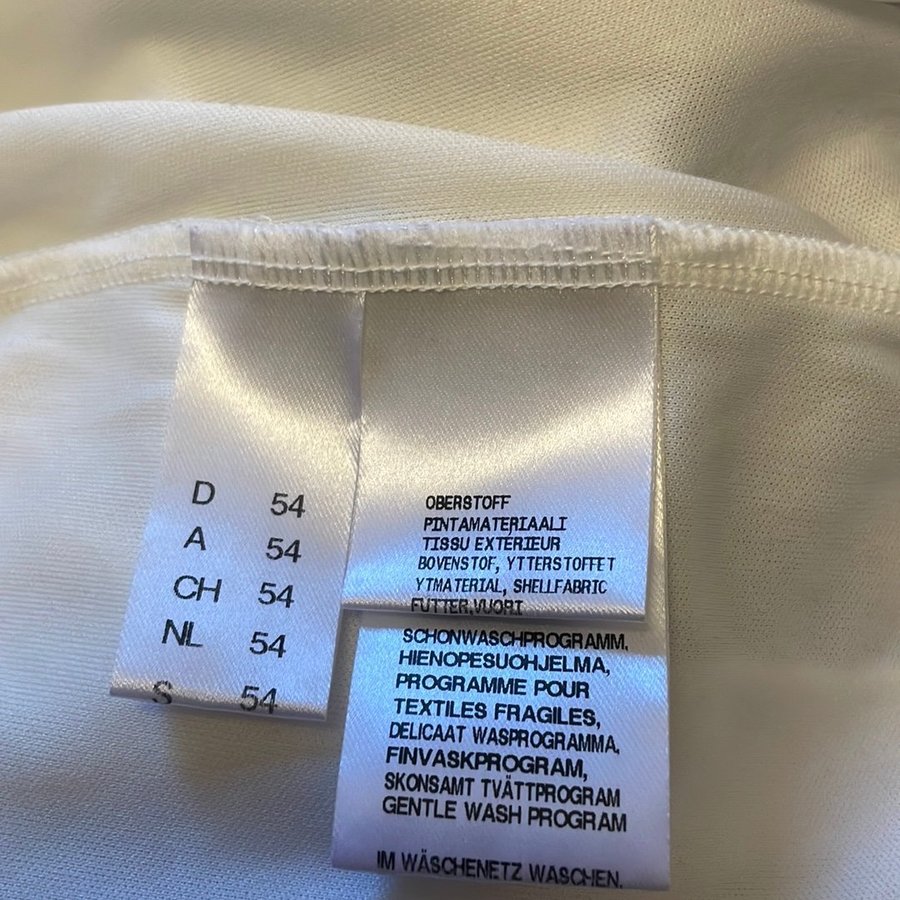 D 54
A 54
CH 54
NL 54
S 54
OBERSTOFF
PINTAMATERIAALI
TISSU EXTERIEUR
BOVENSTOF, YTTERSTOFFET
YTMATERIAL, SHELLFABRIC
FUTTER,VUORI
SCHONWASCHPROGRAMM,
HIENOPESUOHJELMA,
PROGRAMME POUR
TEXTILES FRAGILES,
DELICAAT WASPROGRAMMA,
FINVASKPROGRAM,
SKONSAMT TVÄTTPROGRAM
GENTLE WASH PROGRAM
IM WÄSCHENETZ WASCHEN,